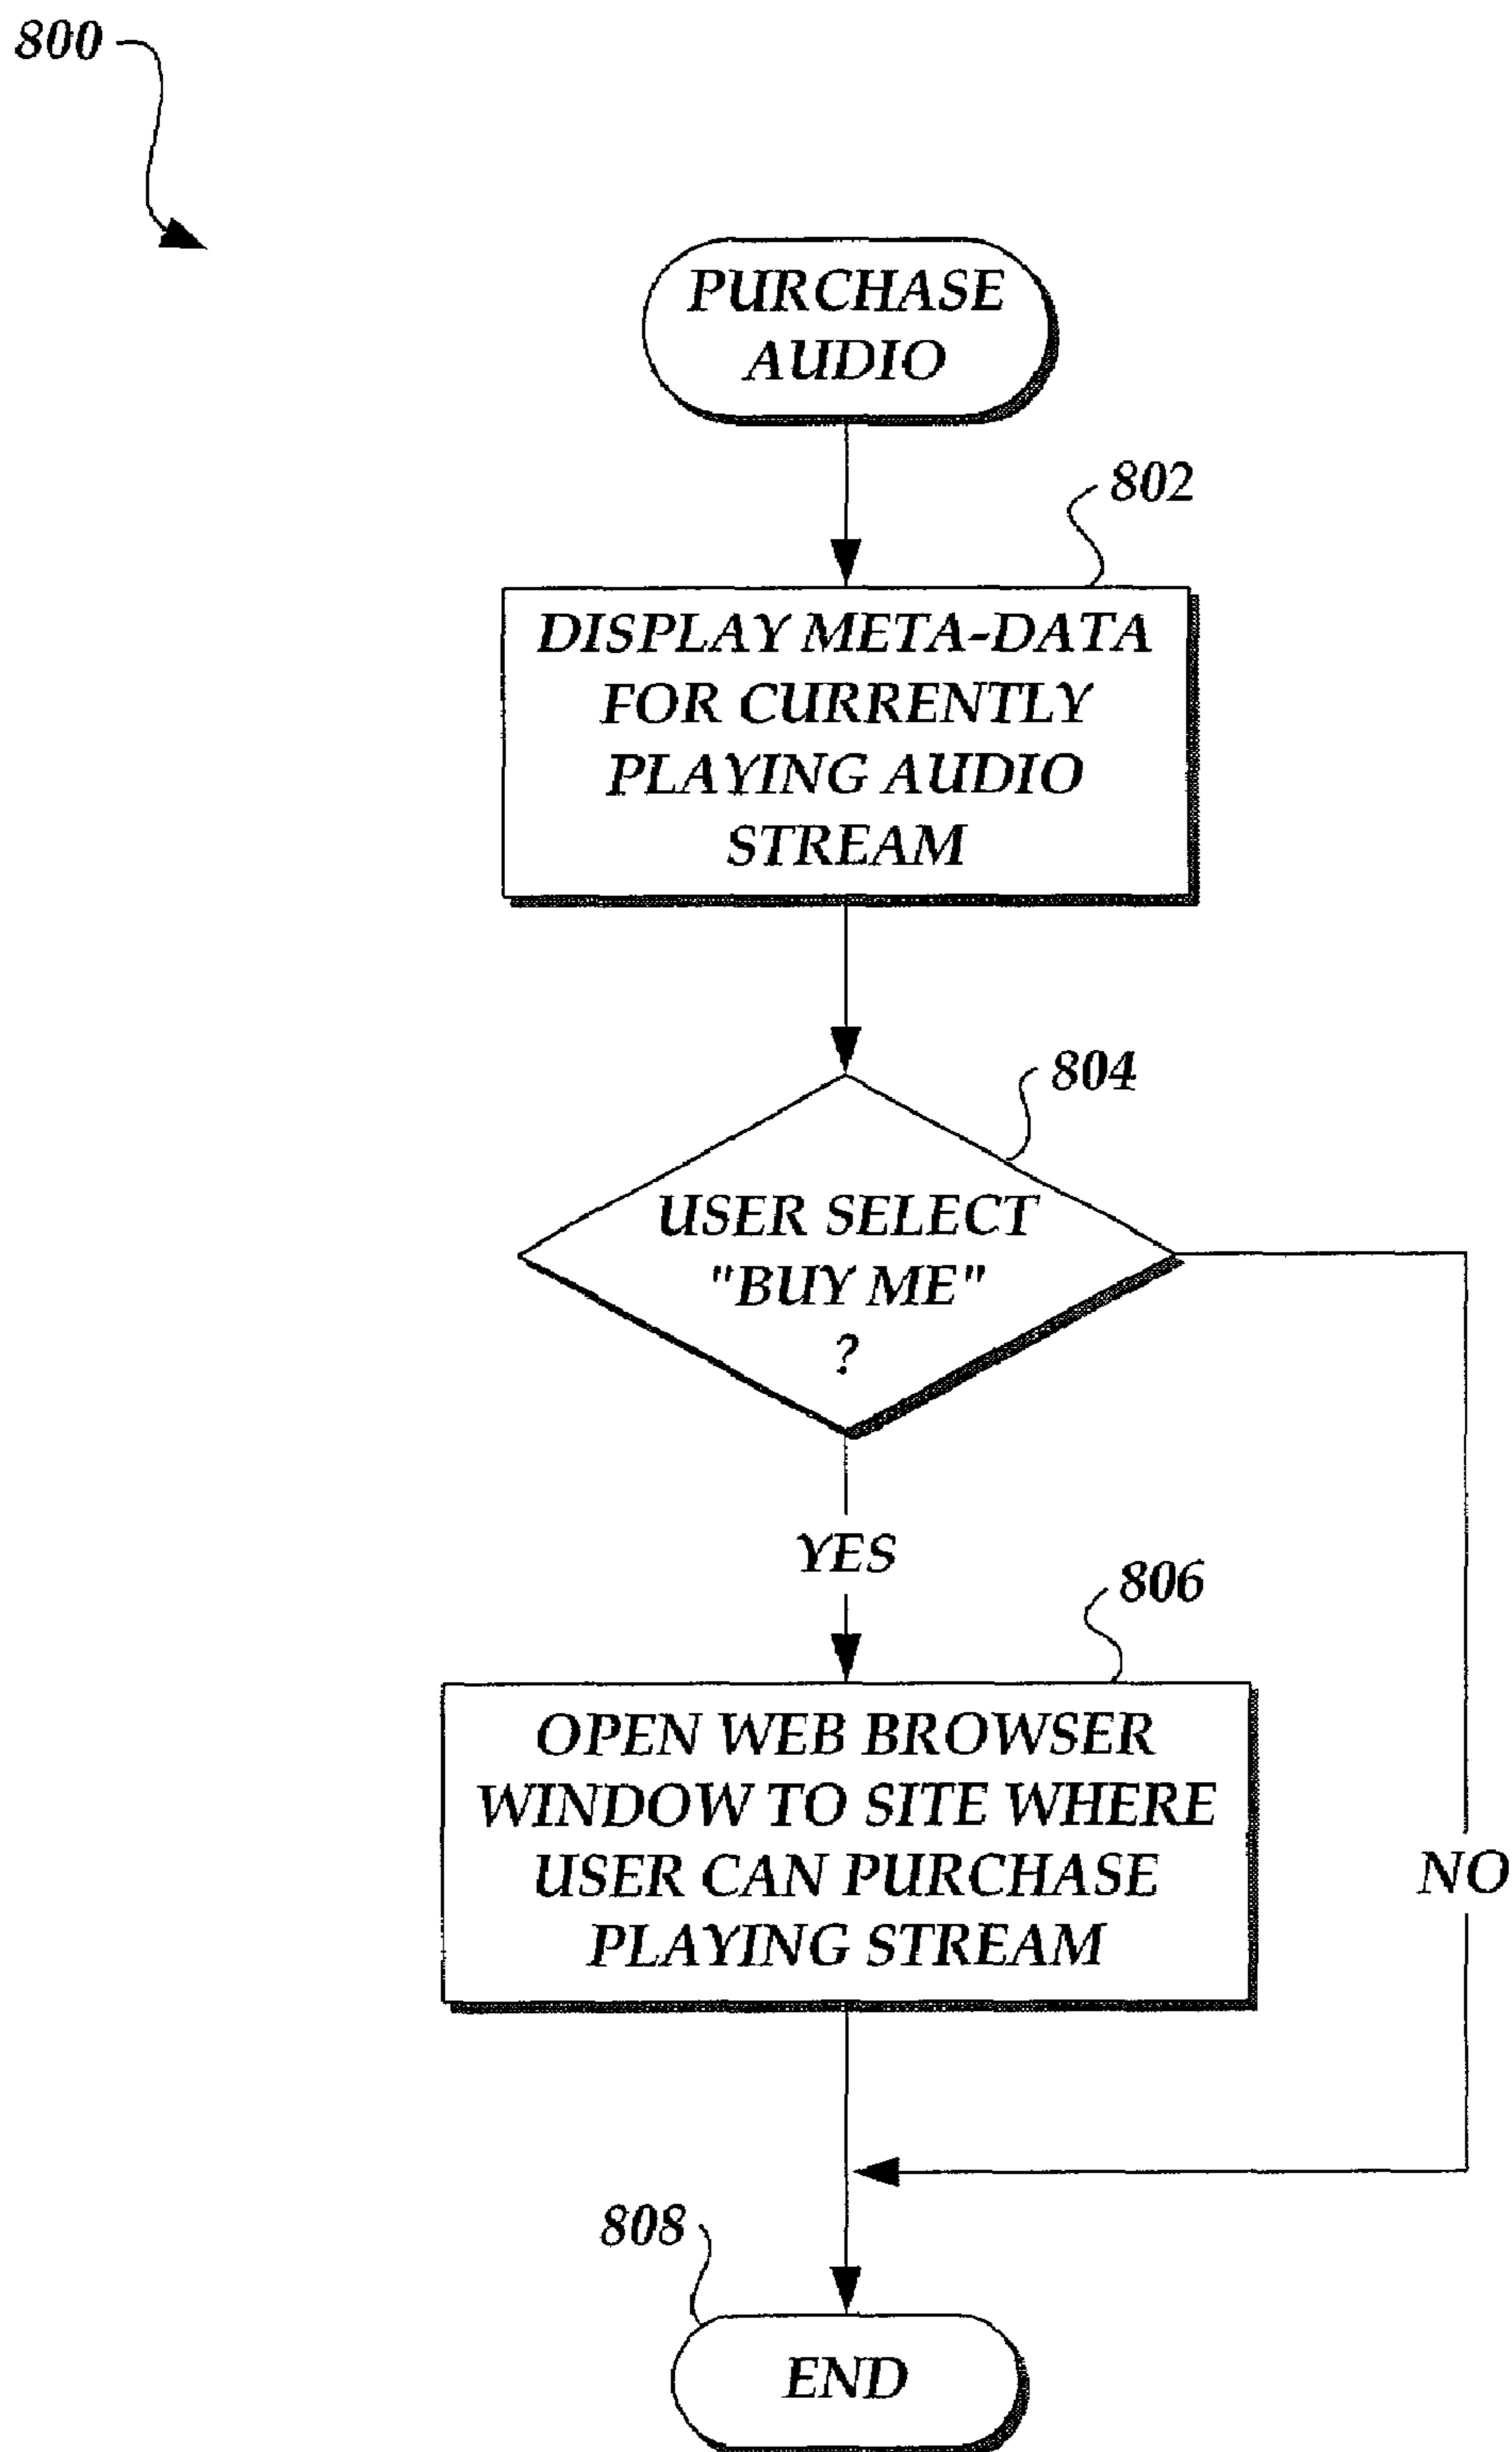 800
PURCHASE
AUDIO
802
DISPLAY META-DATA
FOR CURRENTLY
PLAYING AUDIO
STREAM
804
USER SELECT
"BUY ME"
?
YES
806
OPEN WEB BROWSER
WINDOW TO SITE WHERE
USER CAN PURCHASE
PLAYING STREAM
NO
808
END